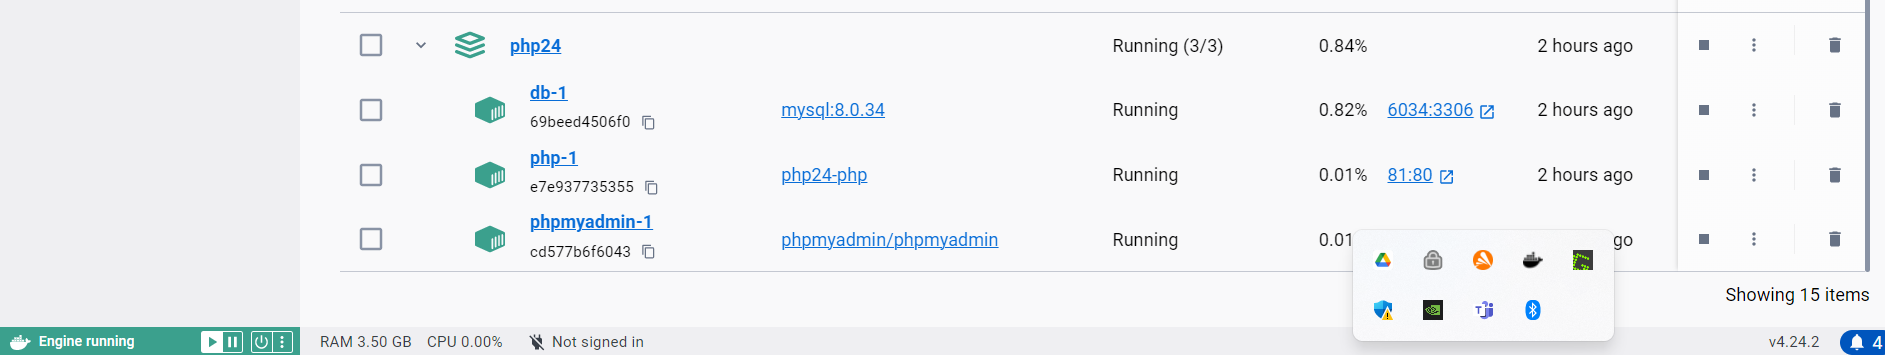 php24 Running (3/3) 0.84% 2 hours ago
db-1
69beed4506f0 mysql:8.0.34 Running 0.82% 6034:3306 2 hours ago
php-1
e7e937735355 php24-php Running 0.01% 81:80 2 hours ago
phpmyadmin-1
cd577b6f6043 phpmyadmin/phpmyadmin Running 0.01 go
Showing 15 items
Engine running RAM 3.50 GB CPU 0.00% Not signed in v4.24.2 4